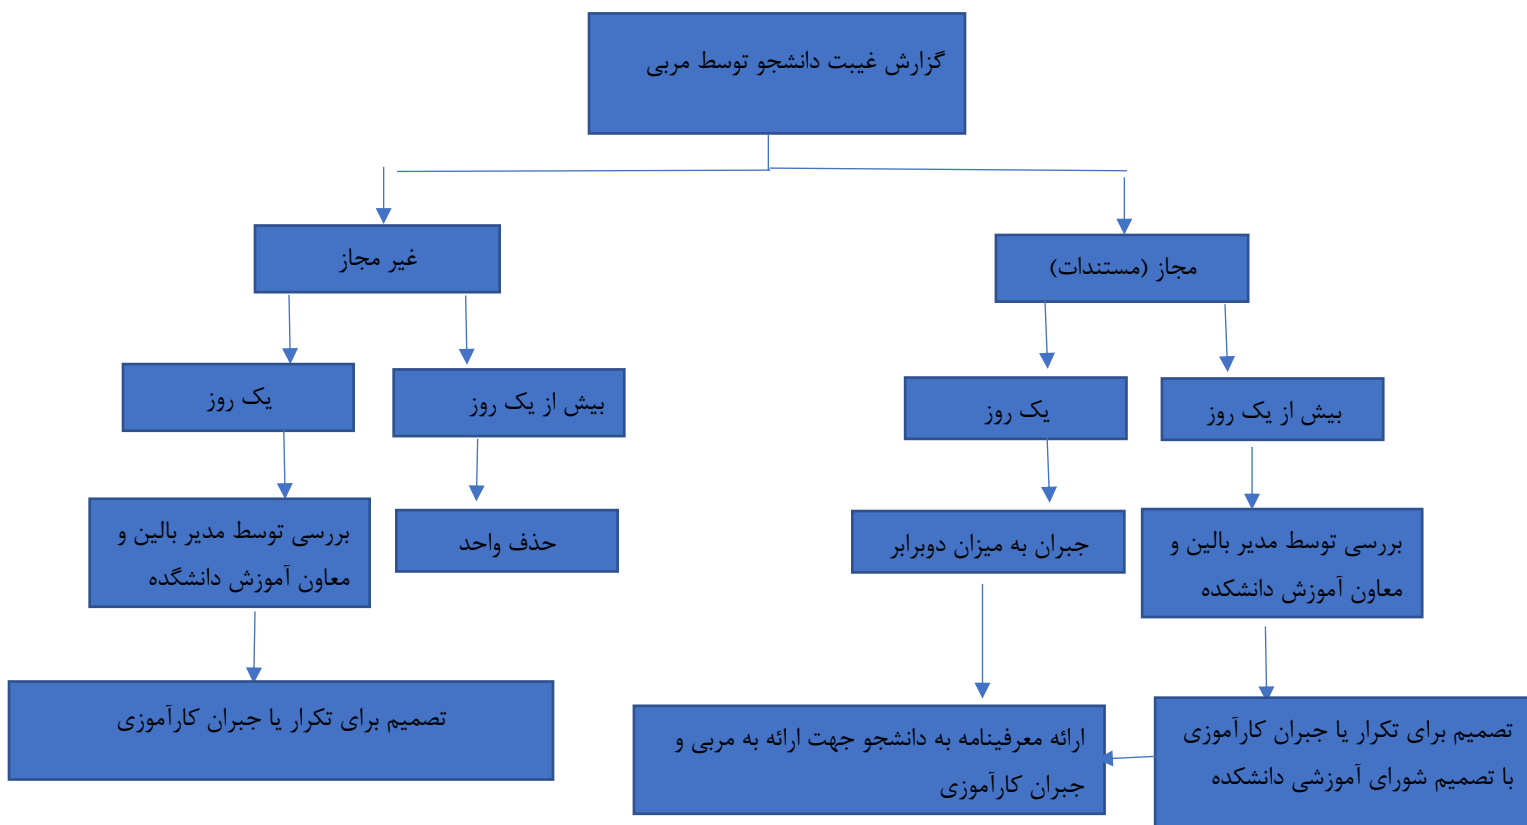 گزارش غیبت دانشجو توسط مربی
مجاز (مستندات)
غیر مجاز
بیش از یک روز
یک روز
بیش از یک روز
یک روز
بررسی توسط مدیر بالین و
معاون آموزش دانشکده
جبران به میزان دوبرابر
حذف واحد
بررسی توسط مدیر بالین و
معاون آموزش دانشگده
تصمیم برای تکرار یا جبران کارآموزی
با تصمیم شورای آموزشی دانشکده
ارائه معرفینامه به دانشجو جهت ارائه به مربی و
جبران کارآموزی
تصمیم برای تکرار یا جبران کارآموزی